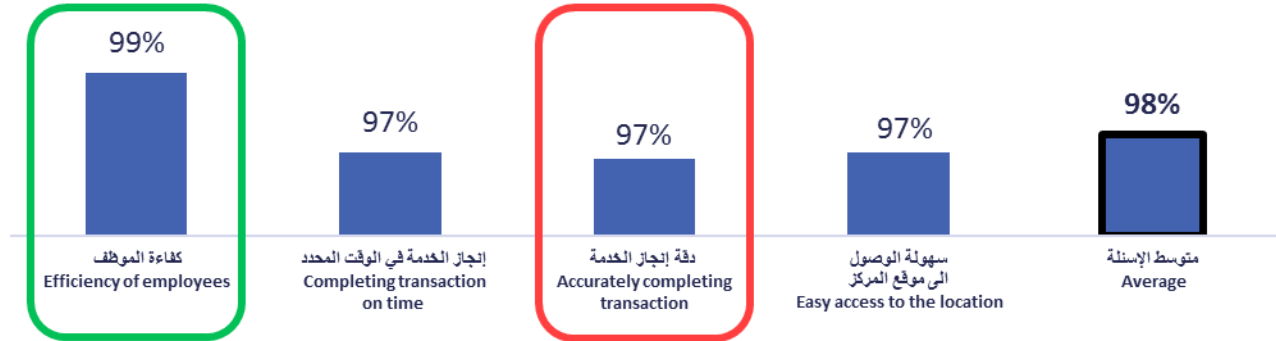 99%
97%
97%
97%
98%
كفاءة الموظف
Efficiency of employees
إنجاز الخدمة في الوقت المحدد
Completing transaction
on time
دقة إنجاز الخدمة
Accurately completing
transaction
سهولة الوصول
الى موقع المركز
Easy access to the location
متوسط الإسئلة
Average